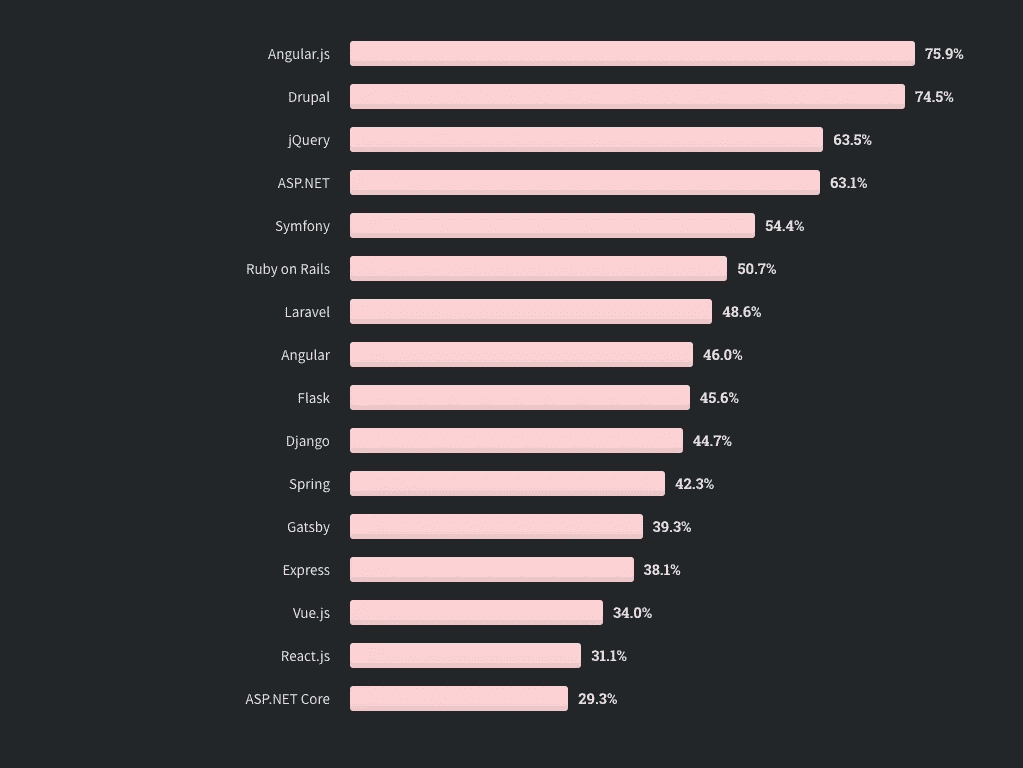 Angular.js 75.9%
Drupal 74.5%
jQuery 63.5%
ASP.NET 63.1%
Symfony 54.4%
Ruby on Rails 50.7%
Laravel 48.6%
Angular 46.0%
Flask 45.6%
Django 44.7%
Spring 42.3%
Gatsby 39.3%
Express 38.1%
Vue.js 34.0%
React.js 31.1%
ASP.NET Core 29.3%